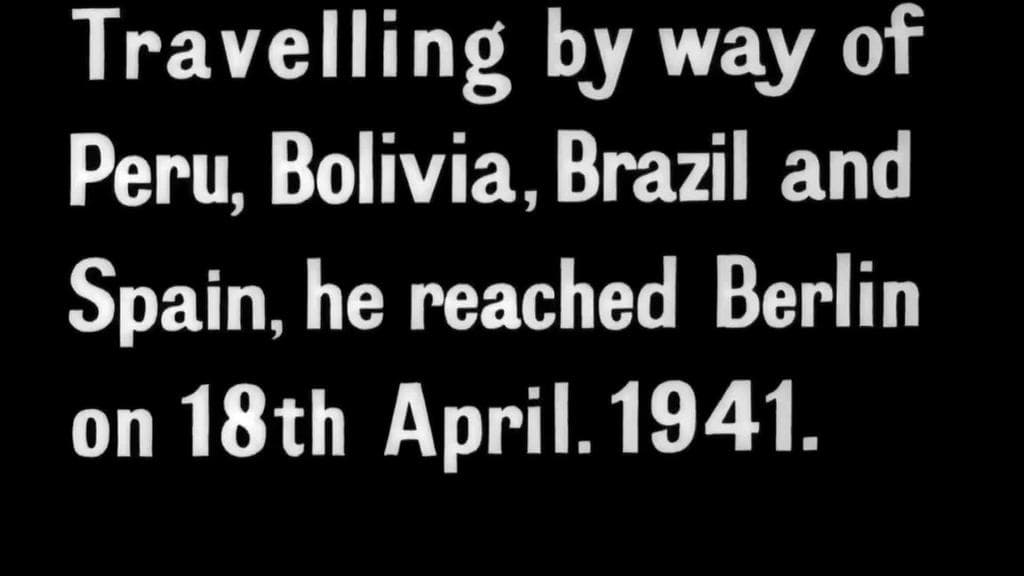 Travelling by way of
Peru, Bolivia, Brazil and
Spain, he reached Berlin
on 18th April. 1941.